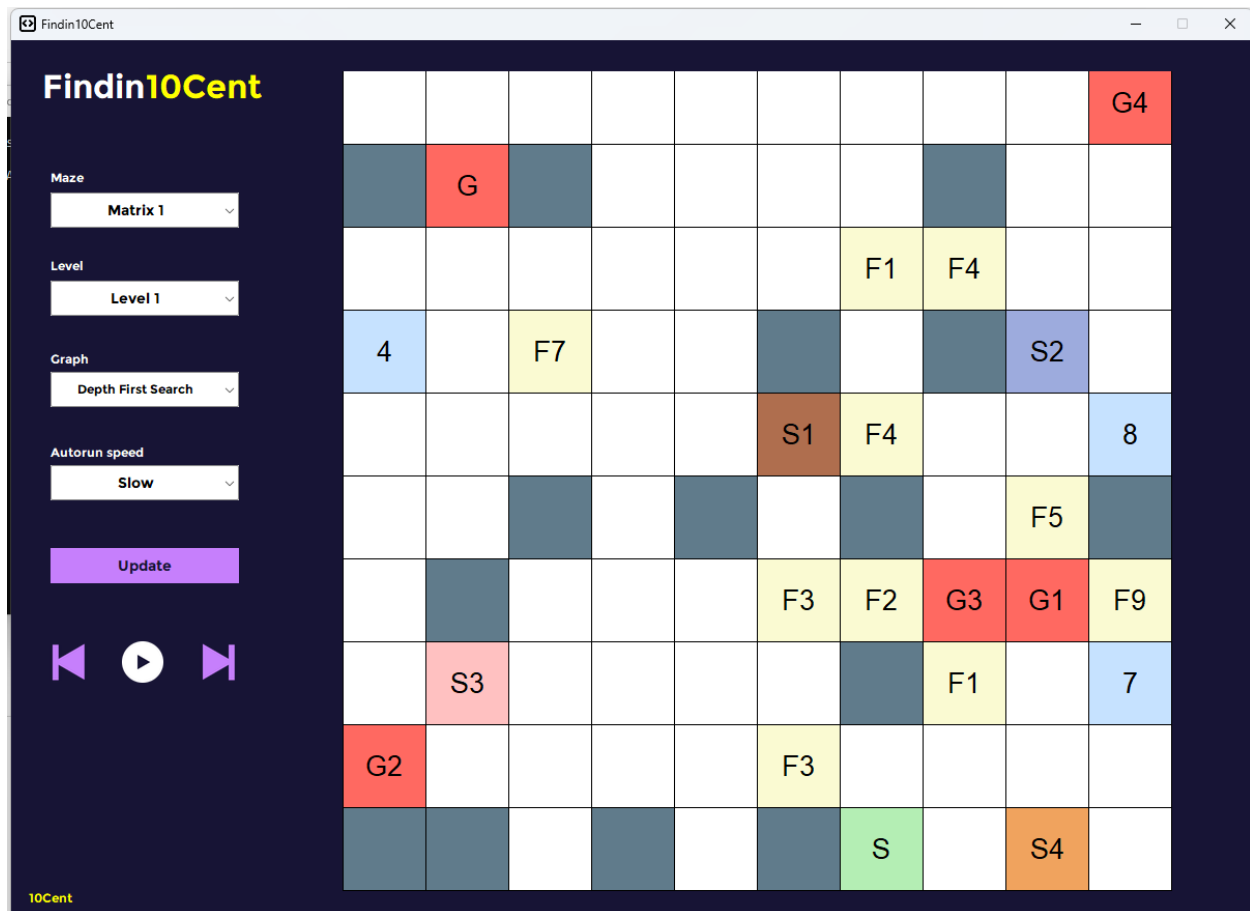 Findin10Cent
Findin10Cent
Maze
Matrix 1
Level
Level 1
Graph
Depth First Search
Autorun speed
Slow
Update
10Cent
G4
G
F1 F4
4 F7 S2
S1 F4 8
F5
F3 F2 G3 G1 F9
S3 F1 7
G2 F3
S S4